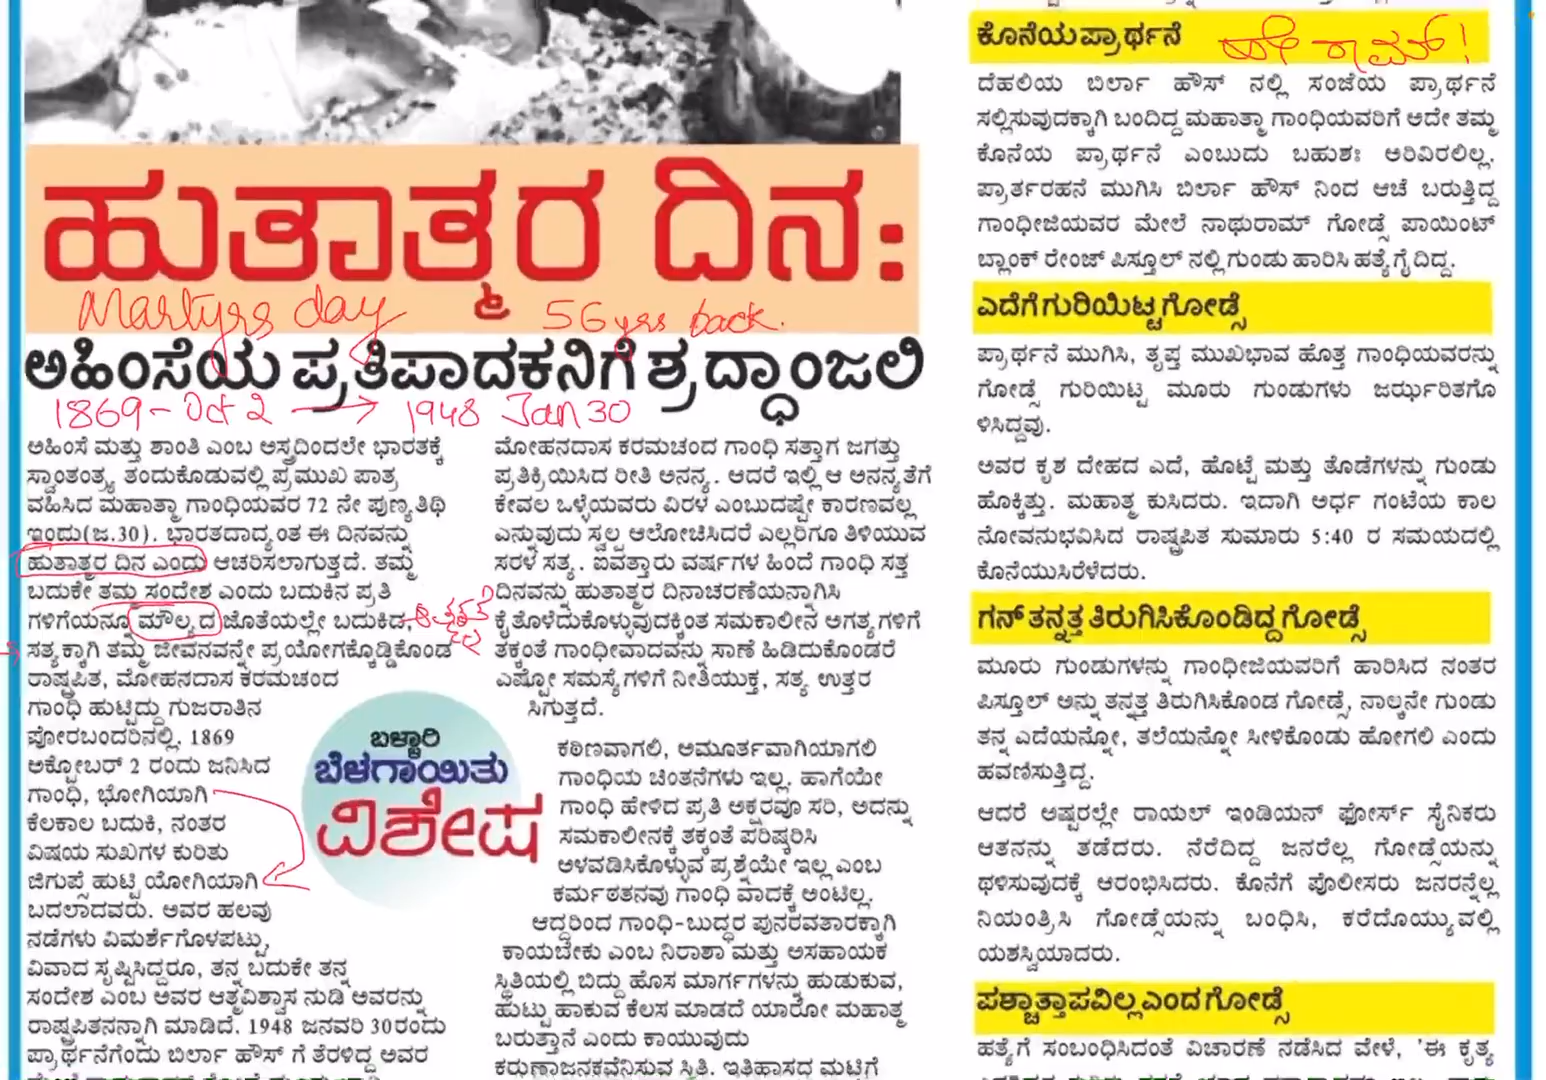 ಹುತಾತ್ಮರ ದಿನ:
Martyrs day 56 yrs back.
ಅಹಿಂಸೆಯ ಪ್ರತಿಪಾದಕನಿಗೆ ಶ್ರದ್ಧಾಂಜಲಿ
1869 - Oct 2 → 1948 Jan 30
ಅಹಿಂಸೆ ಮತ್ತು ಶಾಂತಿ ಎಂಬ ಅಸ್ತ್ರದಿಂದಲೇ ಭಾರತಕ್ಕೆ
ಸ್ವಾಂತಂತ್ರ್ಯ ತಂದುಕೊಡುವಲ್ಲಿ ಪ್ರಮುಖ ಪಾತ್ರ
ವಹಿಸಿದ ಮಹಾತ್ಮಾ ಗಾಂಧಿಯವರ 72 ನೇ ಪುಣ್ಯತಿಥಿ
ಇಂದು(ಜ.30). ಭಾರತದಾದ್ಯಂತ ಈ ದಿನವನ್ನು
ಹುತಾತ್ಮರ ದಿನ ಎಂದು ಆಚರಿಸಲಾಗುತ್ತದೆ. ತಮ್ಮ
ಬದುಕೇ ತಮ್ಮ ಸಂದೇಶ ಎಂದು ಬದುಕಿನ ಪ್ರತಿ
ಗಳಿಗೆಯನೂ ಮೌಲ್ಯದ ಜೊತೆಯಲ್ಲೇ ಬದುಕಿದ,
ಸತ್ಯಕ್ಕಾಗಿ ತಮ್ಮ ಜೀವನವನ್ನೇ ಪ್ರಯೋಗಕ್ಕೊಡ್ಡಿಕೊಂಡ
ರಾಷ್ಟ್ರಪಿತ, ಮೋಹನದಾಸ ಕರಮಚಂದ
ಗಾಂಧಿ ಹುಟ್ಟಿದ್ದು ಗುಜರಾತಿನ
ಪೋರಬಂದರಿನಲ್ಲಿ. 1869
ಅಕ್ಟೋಬರ್ 2 ರಂದು ಜನಿಸಿದ
ಗಾಂಧಿ, ಭೋಗಿಯಾಗಿ
ಕೆಲಕಾಲ ಬದುಕಿ, ನಂತರ
ವಿಷಯ ಸುಖಗಳ ಕುರಿತು
ಜಿಗುಪ್ಸೆ ಹುಟ್ಟಿ ಯೋಗಿಯಾಗಿ
ಬದಲಾದವರು. ಅವರ ಹಲವು
ನಡೆಗಳು ವಿಮರ್ಶೆಗೊಳಪಟ್ಟು,
ವಿವಾದ ಸೃಷ್ಟಿಸಿದ್ದರೂ, ತನ್ನ ಬದುಕೇ ತನ್ನ
ಸಂದೇಶ ಎಂಬ ಅವರ ಆತ್ಮವಿಶ್ವಾಸ ನುಡಿ ಅವರನ್ನು
ರಾಷ್ಟ್ರಪಿತನನ್ನಾಗಿ ಮಾಡಿದೆ. 1948 ಜನವರಿ 30ರಂದು
ಪ್ರಾರ್ಥನೆಗೆಂದು ಬಿರ್ಲಾ ಹೌಸ್ ಗೆ ತೆರಳಿದ್ದ ಅವರ
ಬಳ್ಳಾರಿ
ಬೆಳಗಾಯಿತು
ವಿಶೇಷ
ಮೋಹನದಾಸ ಕರಮಚಂದ ಗಾಂಧಿ ಸತ್ತಾಗ ಜಗತ್ತು
ಪ್ರತಿಕ್ರಿಯಿಸಿದ ರೀತಿ ಅನನ್ಯ. ಆದರೆ ಇಲ್ಲಿ ಆ ಅನನ್ಯತೆಗೆ
ಕೇವಲ ಒಳ್ಳೆಯವರು ವಿರಳ ಎಂಬುದಷ್ಟೇ ಕಾರಣವಲ್ಲ
ಎನ್ನುವುದು ಸ್ವಲ್ಪ ಆಲೋಚಿಸಿದರೆ ಎಲ್ಲರಿಗೂ ತಿಳಿಯುವ
ಸರಳ ಸತ್ಯ. ಐವತ್ತಾರು ವರ್ಷಗಳ ಹಿಂದೆ ಗಾಂಧಿ ಸತ್ತ
ದಿನವನ್ನು ಹುತಾತ್ಮರ ದಿನಾಚರಣೆಯನ್ನಾಗಿಸಿ
ಕೈತೊಳೆದುಕೊಳ್ಳುವುದಕ್ಕಿಂತ ಸಮಕಾಲೀನ ಅಗತ್ಯಗಳಿಗೆ
ತಕ್ಕಂತೆ ಗಾಂಧೀವಾದವನ್ನು ಸಾಣೆ ಹಿಡಿದುಕೊಂಡರೆ
ಎಷ್ಟೋ ಸಮಸ್ಯೆಗಳಿಗೆ ನೀತಿಯುಕ್ತ, ಸತ್ಯ ಉತ್ತರ
ಸಿಗುತ್ತದೆ.
ಕಠಿಣವಾಗಲಿ, ಅಮೂರ್ತವಾಗಿಯಾಗಲಿ
ಗಾಂಧಿಯ ಚಿಂತನೆಗಳು ಇಲ್ಲ. ಹಾಗೆಯೇ
ಗಾಂಧಿ ಹೇಳಿದ ಪ್ರತಿ ಅಕ್ಷರವೂ ಸರಿ, ಅದನ್ನು
ಸಮಕಾಲೀನಕ್ಕೆ ತಕ್ಕಂತೆ ಪರಿಷ್ಕರಿಸಿ
ಅಳವಡಿಸಿಕೊಳ್ಳುವ ಪ್ರಶ್ನೆಯೇ ಇಲ್ಲ ಎಂಬ
ಕರ್ಮಠತನವು ಗಾಂಧಿ ವಾದಕ್ಕೆ ಅಂಟಿಲ್ಲ.
ಆದ್ದರಿಂದ ಗಾಂಧಿ-ಬುದ್ಧರ ಪುನರವತಾರಕ್ಕಾಗಿ
ಕಾಯಬೇಕು ಎಂಬ ನಿರಾಶಾ ಮತ್ತು ಅಸಹಾಯಕ
ಸ್ಥಿತಿಯಲ್ಲಿ ಬಿದ್ದು ಹೊಸ ಮಾರ್ಗಗಳನ್ನು ಹುಡುಕುವ,
ಹುಟ್ಟುಹಾಕುವ ಕೆಲಸ ಮಾಡದೆ ಯಾರೋ ಮಹಾತ್ಮ
ಬರುತ್ತಾನೆ ಎಂದು ಕಾಯುವುದು
ಕರುಣಾಜನಕವೆನಿಸುವ ಸ್ಥಿತಿ. ಇತಿಹಾಸದ ಮಟ್ಟಿಗೆ
ಕೊನೆಯ ಪ್ರಾರ್ಥನೆ ಹೇ ರಾಮ್!
ದೆಹಲಿಯ ಬಿರ್ಲಾ ಹೌಸ್ ನಲ್ಲಿ ಸಂಜೆಯ ಪ್ರಾರ್ಥನೆ
ಸಲ್ಲಿಸುವುದಕ್ಕಾಗಿ ಬಂದಿದ್ದ ಮಹಾತ್ಮಾ ಗಾಂಧಿಯವರಿಗೆ ಅದೇ ತಮ್ಮ
ಕೊನೆಯ ಪ್ರಾರ್ಥನೆ ಎಂಬುದು ಬಹುಶಃ ಅರಿವಿರಲಿಲ್ಲ.
ಪ್ರಾರ್ತರಹನೆ ಮುಗಿಸಿ ಬಿರ್ಲಾ ಹೌಸ್ ನಿಂದ ಆಚೆ ಬರುತ್ತಿದ್ದ
ಗಾಂಧೀಜಿಯವರ ಮೇಲೆ ನಾಥುರಾಮ್ ಗೋಡ್ಸೆ ಪಾಯಿಂಟ್
ಬ್ಲಾಂಕ್ ರೇಂಜ್ ಪಿಸ್ತೂಲ್ ನಲ್ಲಿ ಗುಂಡು ಹಾರಿಸಿ ಹತ್ಯೆಗೈದಿದ್ದ.
ಎದೆಗೆ ಗುರಿಯಿಟ್ಟ ಗೋಡ್ಸೆ
ಪ್ರಾರ್ಥನೆ ಮುಗಿಸಿ, ತೃಪ್ತ ಮುಖಭಾವ ಹೊತ್ತ ಗಾಂಧಿಯವರನ್ನು
ಗೋಡ್ಸೆ ಗುರಿಯಿಟ್ಟ ಮೂರು ಗುಂಡುಗಳು ಜರ್ಝರಿತಗೊ
ಳಿಸಿದ್ದವು.
ಅವರ ಕೃಶ ದೇಹದ ಎದೆ, ಹೊಟ್ಟೆ ಮತ್ತು ತೊಡೆಗಳನ್ನು ಗುಂಡು
ಹೊಕ್ಕಿತ್ತು. ಮಹಾತ್ಮ ಕುಸಿದರು. ಇದಾಗಿ ಅರ್ಧ ಗಂಟೆಯ ಕಾಲ
ನೋವನುಭವಿಸಿದ ರಾಷ್ಟ್ರಪಿತ ಸುಮಾರು 5:40 ರ ಸಮಯದಲ್ಲಿ
ಕೊನೆಯುಸಿರೆಳೆದರು.
ಗನ್ ತನ್ನತ್ತ ತಿರುಗಿಸಿಕೊಂಡಿದ್ದ ಗೋಡ್ಸೆ
ಮೂರು ಗುಂಡುಗಳನ್ನು ಗಾಂಧೀಜಿಯವರಿಗೆ ಹಾರಿಸಿದ ನಂತರ
ಪಿಸ್ತೂಲ್ ಅನ್ನು ತನ್ನತ್ತ ತಿರುಗಿಸಿಕೊಂಡ ಗೋಡ್ಸೆ, ನಾಲ್ಕನೇ ಗುಂಡು
ತನ್ನ ಎದೆಯನ್ನೋ, ತಲೆಯನ್ನೋ ಸೀಳಿಕೊಂಡು ಹೋಗಲಿ ಎಂದು
ಹವಣಿಸುತ್ತಿದ್ದ.
ಆದರೆ ಅಷ್ಟರಲ್ಲೇ ರಾಯಲ್ ಇಂಡಿಯನ್ ಫೋರ್ಸ್ ಸೈನಿಕರು
ಆತನನ್ನು ತಡೆದರು. ನೆರೆದಿದ್ದ ಜನರೆಲ್ಲ ಗೋಡ್ಸೆಯನ್ನು
ಥಳಿಸುವುದಕ್ಕೆ ಆರಂಭಿಸಿದರು. ಕೊನೆಗೆ ಪೊಲೀಸರು ಜನರನ್ನೆಲ್ಲ
ನಿಯಂತ್ರಿಸಿ ಗೋಡ್ಸೆಯನ್ನು ಬಂಧಿಸಿ, ಕರೆದೊಯ್ಯುವಲ್ಲಿ
ಯಶಸ್ವಿಯಾದರು.
ಪಶ್ಚಾತ್ತಾಪವಿಲ್ಲ ಎಂದ ಗೋಡ್ಸೆ
ಹತ್ಯೆಗೆ ಸಂಬಂಧಿಸಿದಂತೆ ವಿಚಾರಣೆ ನಡೆಸಿದ ವೇಳೆ, 'ಈ ಕೃತ್ಯ